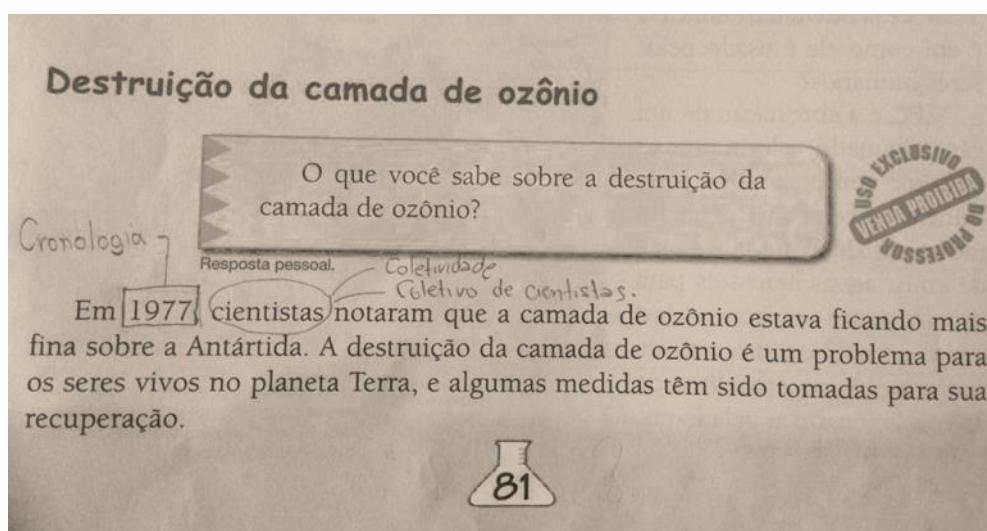 Destruição da camada de ozônio
O que você sabe sobre a destruição da
camada de ozônio?
USO EXCLUSIVO DO PROFESSOR
VENDA PROIBIDA
Cronologia
Resposta pessoal.
Coletividade
Coletivo de cientistas.
Em 1977, cientistas notaram que a camada de ozônio estava ficando mais
fina sobre a Antártida. A destruição da camada de ozônio é um problema para
os seres vivos no planeta Terra, e algumas medidas têm sido tomadas para sua
recuperação.
81